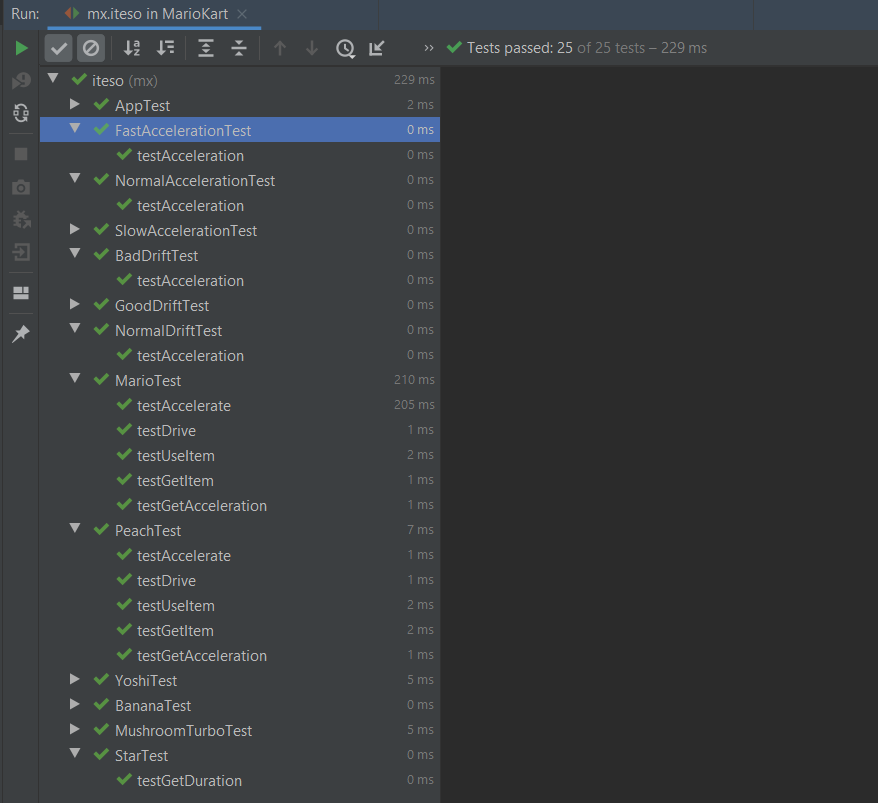 Run: mx.iteso in MarioKart
Tests passed: 25 of 25 tests – 229 ms
iteso (mx) 229 ms
AppTest 2 ms
FastAccelerationTest 0 ms
testAcceleration 0 ms
NormalAccelerationTest 0 ms
testAcceleration 0 ms
SlowAccelerationTest 0 ms
BadDriftTest 0 ms
testAcceleration 0 ms
GoodDriftTest 0 ms
NormalDriftTest 0 ms
testAcceleration 0 ms
MarioTest 210 ms
testAccelerate 205 ms
testDrive 1 ms
testUseItem 2 ms
testGetItem 1 ms
testGetAcceleration 1 ms
PeachTest 7 ms
testAccelerate 1 ms
testDrive 1 ms
testUseItem 2 ms
testGetItem 2 ms
testGetAcceleration 1 ms
YoshiTest 5 ms
BananaTest 0 ms
MushroomTurboTest 5 ms
StarTest 0 ms
testGetDuration 0 ms